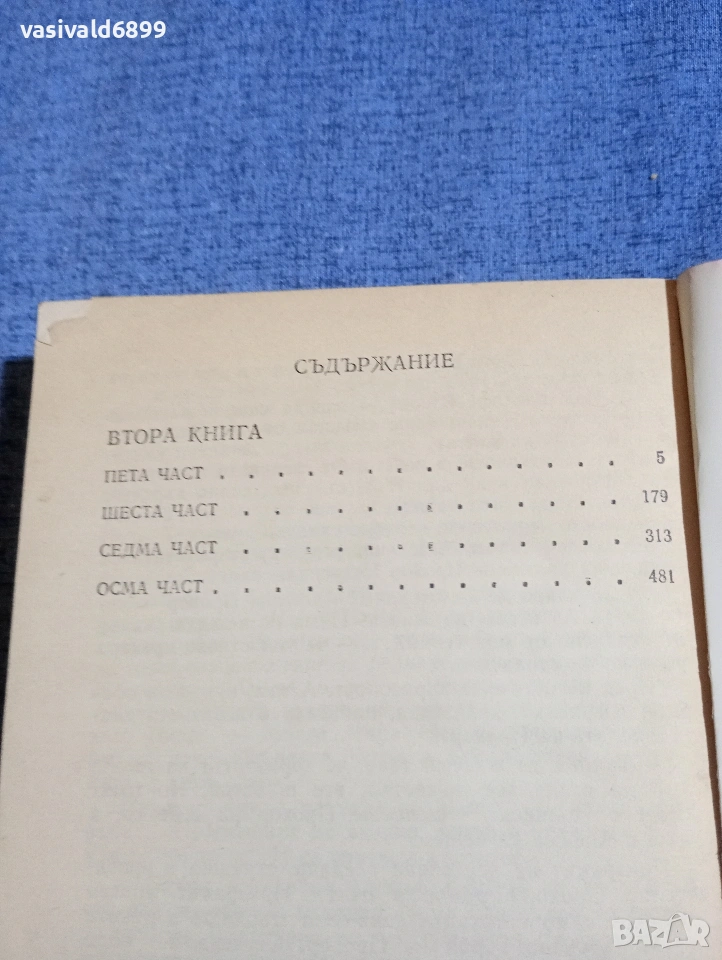 vasivald6899
СЪДЪРЖАНИЕ
ВТОРА КНИГА
ПЕТА ЧАСТ . . . . . . . . . . . . . . 5
ШЕСТА ЧАСТ . . . . . . . . . . . . . 179
СЕДМА ЧАСТ . . . . . . . . . . . . . 313
ОСМА ЧАСТ . . . . . . . . . . . . . . 481
BAZAR